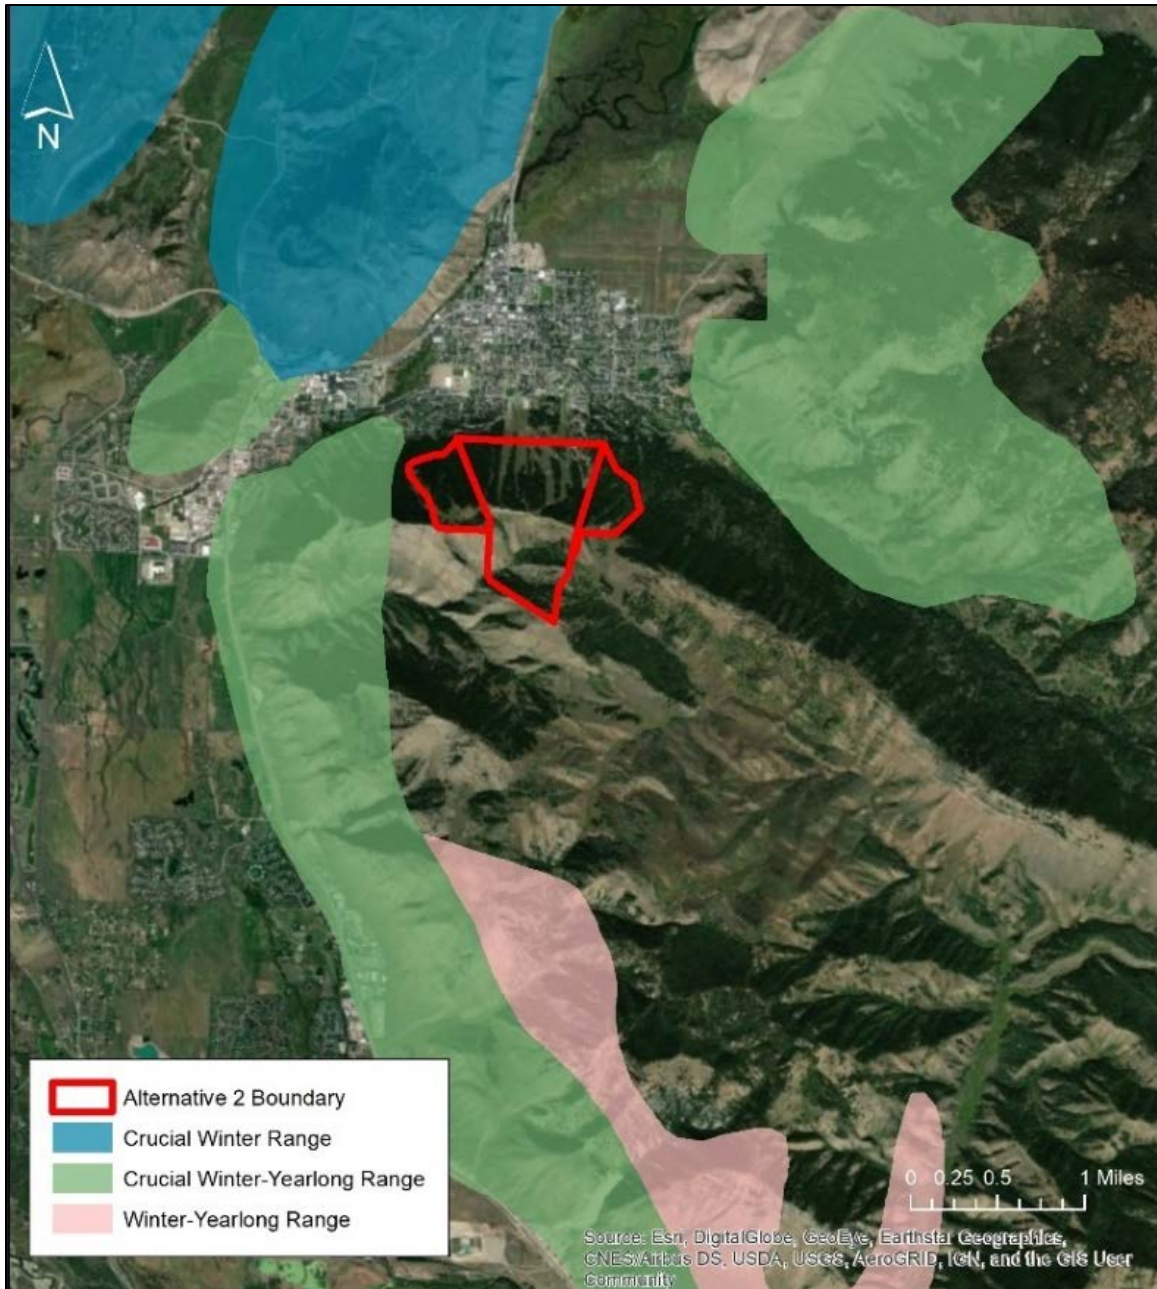 N
Alternative 2 Boundary
Crucial Winter Range
Crucial Winter-Yearlong Range
Winter-Yearlong Range
0 0.25 0.5 1 Miles
Source: Esri, DigitalGlobe, GeoEye, Earthstar Geographics,
CNES/Airbus DS, USDA, USGS, AeroGRID, IGN, and the GIS User
Community